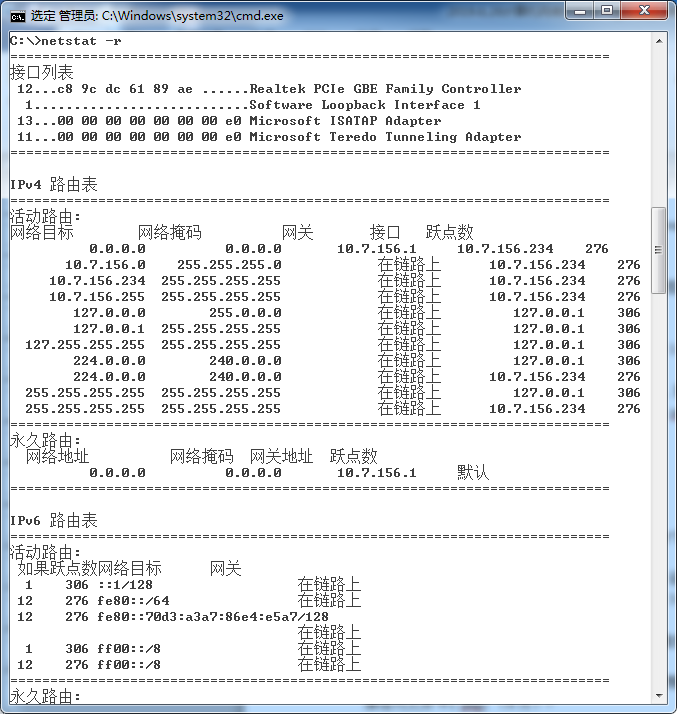 选定 管理员: C:\Windows\system32\cmd.exe
C:\>netstat -r
===========================================================================
接口列表
 12...c8 9c dc 61 89 ae ......Realtek PCIe GBE Family Controller
  1...........................Software Loopback Interface 1
 13...00 00 00 00 00 00 00 e0 Microsoft ISATAP Adapter
 11...00 00 00 00 00 00 00 e0 Microsoft Teredo Tunneling Adapter
===========================================================================
IPv4 路由表
===========================================================================
活动路由:
网络目标        网络掩码          网关       接口   跃点数
          0.0.0.0          0.0.0.0       10.7.156.1     10.7.156.234    276
       10.7.156.0    255.255.255.0            在链路上      10.7.156.234    276
     10.7.156.234  255.255.255.255            在链路上      10.7.156.234    276
     10.7.156.255  255.255.255.255            在链路上      10.7.156.234    276
        127.0.0.0        255.0.0.0            在链路上         127.0.0.1    306
        127.0.0.1  255.255.255.255            在链路上         127.0.0.1    306
  127.255.255.255  255.255.255.255            在链路上         127.0.0.1    306
        224.0.0.0        240.0.0.0            在链路上         127.0.0.1    306
        224.0.0.0        240.0.0.0            在链路上      10.7.156.234    276
  255.255.255.255  255.255.255.255            在链路上         127.0.0.1    306
  255.255.255.255  255.255.255.255            在链路上      10.7.156.234    276
===========================================================================
永久路由:
  网络地址          网络掩码  网关地址  跃点数
          0.0.0.0          0.0.0.0       10.7.156.1     默认
===========================================================================
IPv6 路由表
===========================================================================
活动路由:
 如果跃点数网络目标      网关
  1    306 ::1/128                  在链路上
 12    276 fe80::/64                在链路上
 12    276 fe80::70d3:a3a7:86e4:e5a7/128
                                    在链路上
  1    306 ff00::/8                 在链路上
 12    276 ff00::/8                 在链路上
===========================================================================
永久路由: